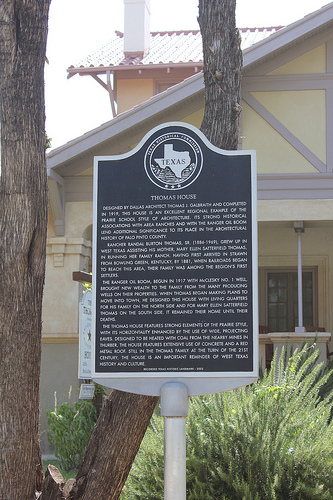 TEXAS
THOMAS HOUSE
DESIGNED BY DALLAS ARCHITECT THOMAS J. GALBRAITH AND COMPLETED
IN 1919, THIS HOUSE IS AN EXCELLENT REGIONAL EXAMPLE OF THE
PRAIRIE SCHOOL STYLE OF ARCHITECTURE. ITS STRONG HISTORICAL
ASSOCIATIONS WITH AREA RANCHES AND WITH THE RANGER OIL BOOM
LEND ADDITIONAL SIGNIFICANCE TO ITS PLACE IN THE ARCHITECTURAL
HISTORY OF PALO PINTO COUNTY.
RANCHER RANDAL BURTON THOMAS, SR. (1886-1969), GREW UP IN
WEST TEXAS ASSISTING HIS MOTHER, MARY EUZEN SATTERFIELD THOMAS,
IN RUNNING HER FAMILY RANCH. HAVING FIRST ARRIVED IN STRAWN
FROM BOWLING GREEN, KENTUCKY, BY 1881, WHEN RAILROADS BEGAN
TO REACH THIS AREA, THEIR FAMILY WAS AMONG THE REGION'S FIRST
SETTLERS.
THE RANGER OIL BOOM, BEGUN IN 1917 WITH McCLESKY NO. 1 WELL,
BROUGHT NEW WEALTH TO THE FAMILY FROM THE MANY PRODUCING
WELLS ON THEIR PROPERTIES. WHEN THOMAS BEGAN MAKING PLANS TO
MOVE INTO TOWN, HE DESIGNED THIS HOUSE WITH LIVING QUARTERS
FOR HIS FAMILY ON THE NORTH SIDE AND FOR MARY EUZEN SATTERFIELD
THOMAS ON THE SOUTH SIDE. IT REMAINED THEIR HOME UNTIL THEIR
DEATHS.
THE THOMAS HOUSE FEATURES STRONG ELEMENTS OF THE PRAIRIE STYLE,
WITH ITS HORIZONTALITY ENHANCED BY THE USE OF WIDE, PROJECTING
EAVES. DESIGNED TO BE HEATED WITH COAL FROM THE NEARBY MINES IN
THURBER, THE HOUSE FEATURES EXTENSIVE USE OF CONCRETE AND A RED
METAL ROOF. STILL IN THE THOMAS FAMILY AT THE TURN OF THE 21ST
CENTURY, THE HOUSE IS AN IMPORTANT REMINDER OF WEST TEXAS
HISTORY AND CULTURE.